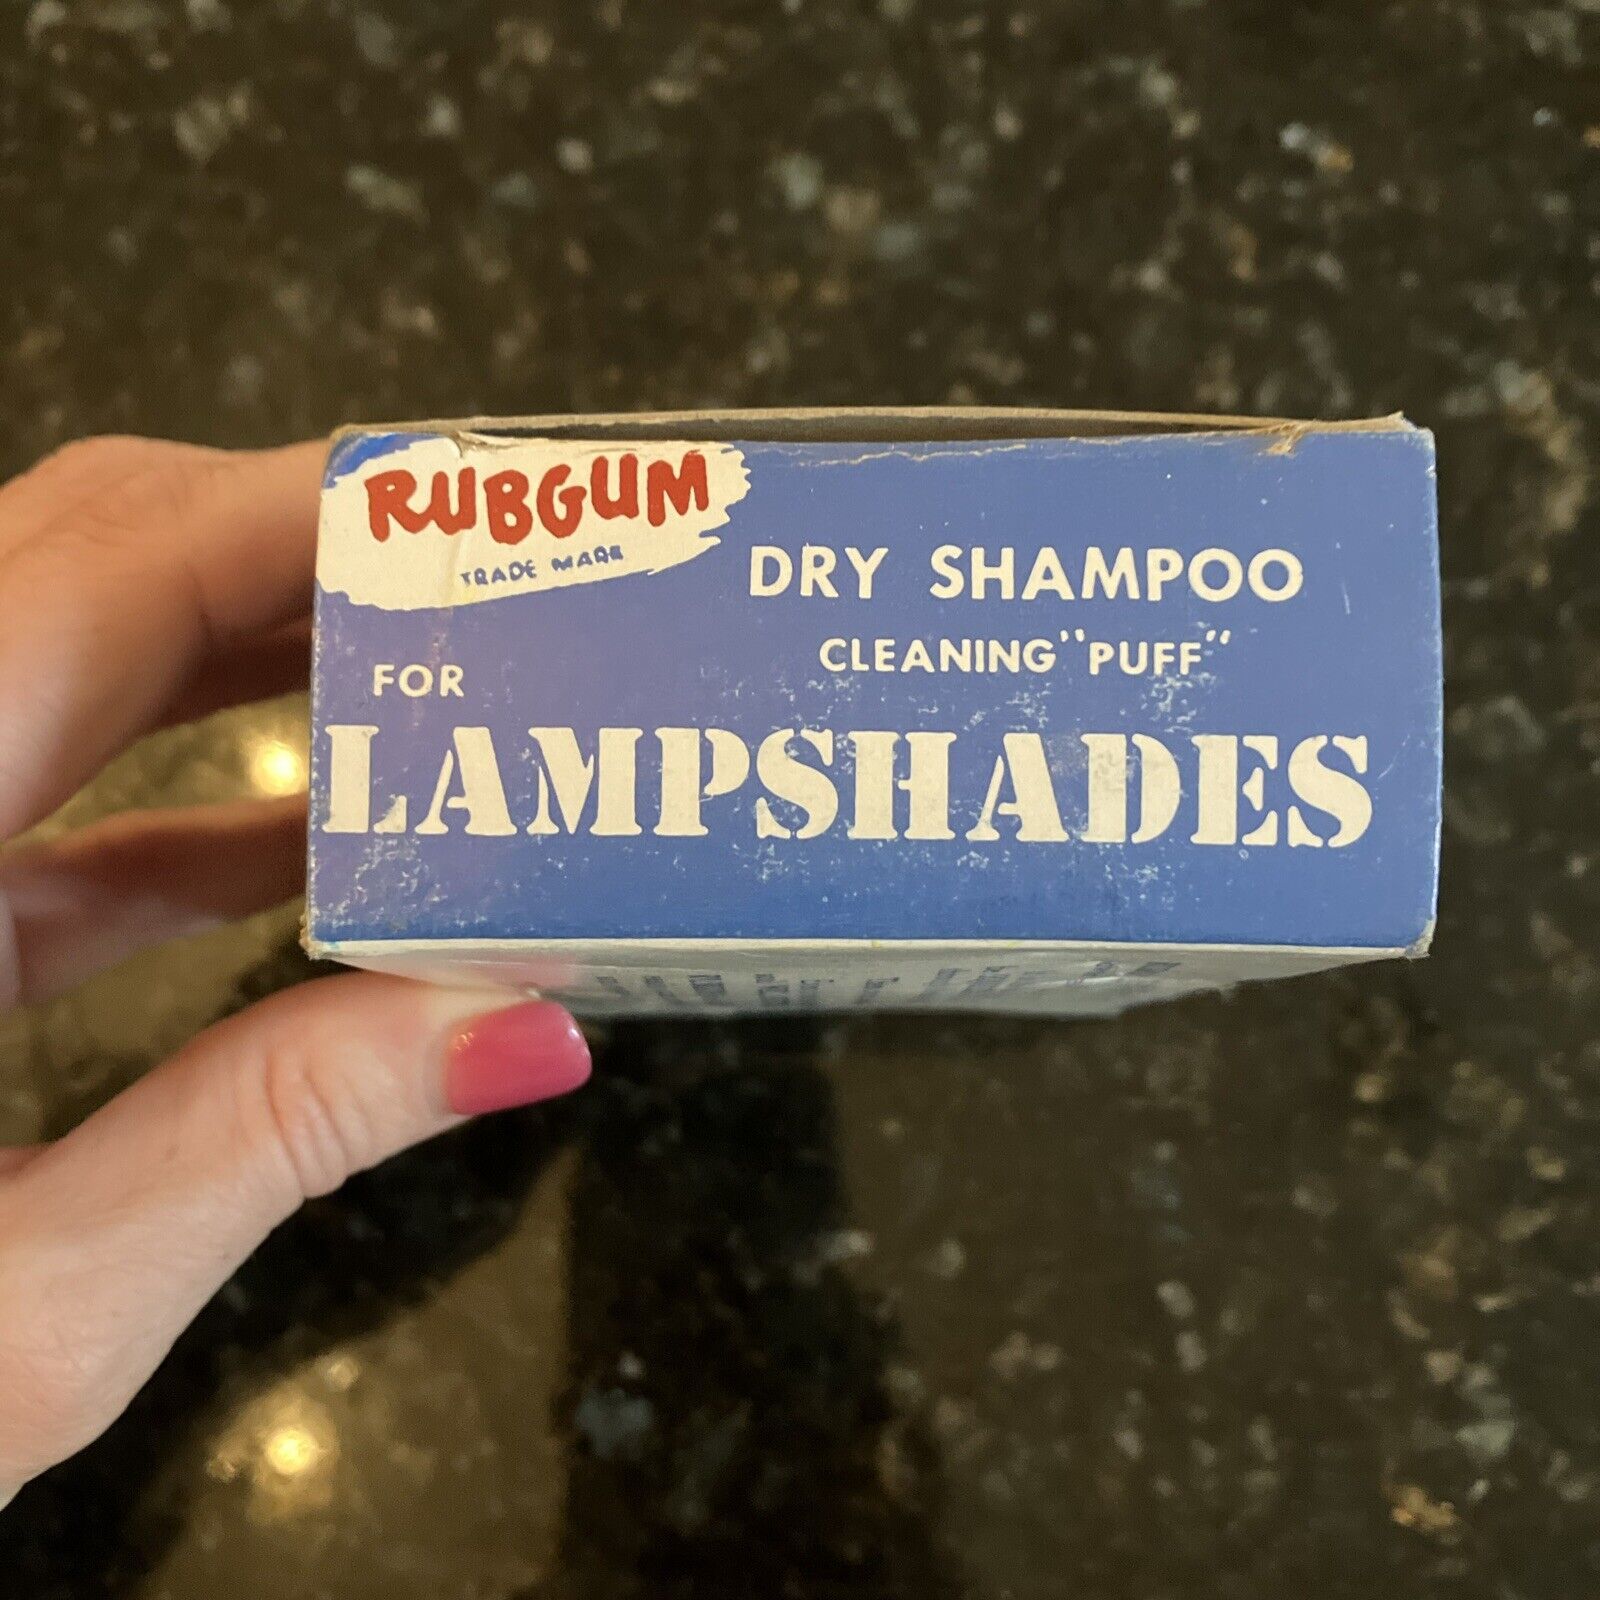 RUBGUM
TRADE MARK
DRY SHAMPOO
CLEANING "PUFF"
FOR
LAMPSHADES